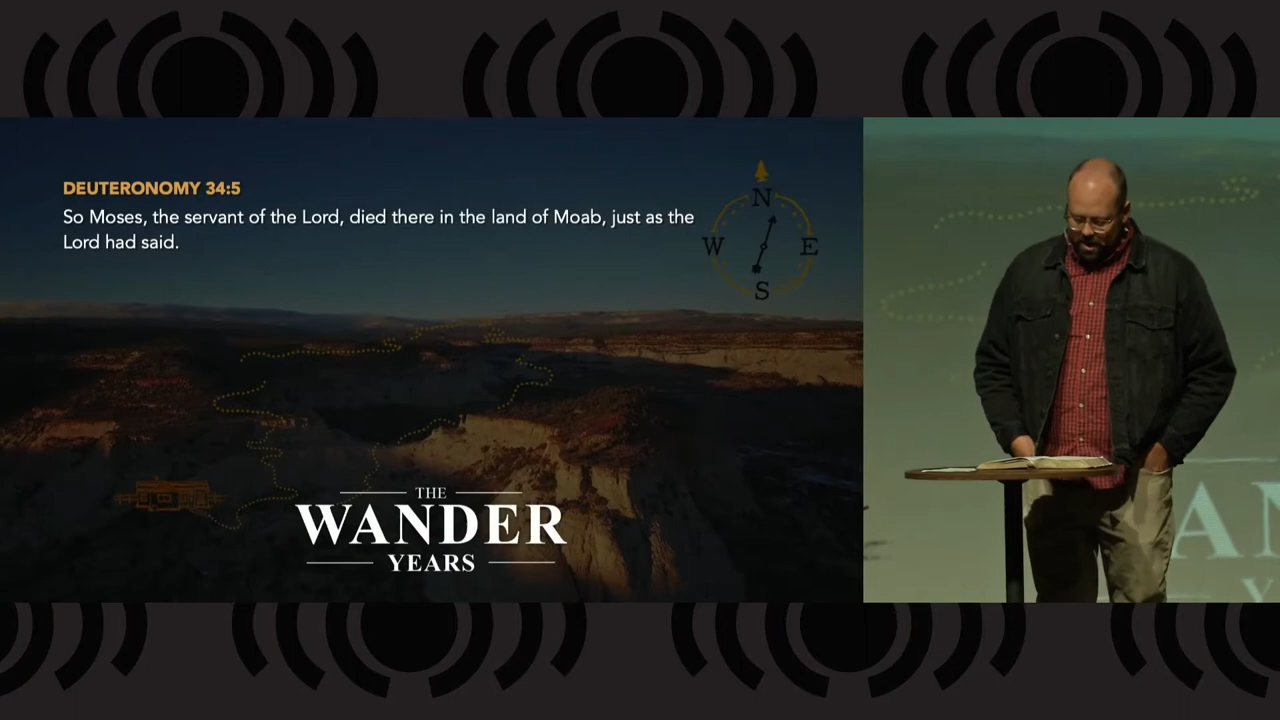 DEUTERONOMY 34:5
So Moses, the servant of the Lord, died there in the land of Moab, just as the
Lord had said.
N
W E
S
THE
WANDER
YEARS
AN
Y